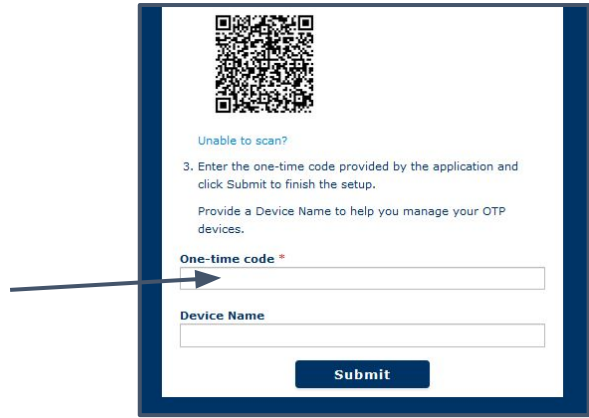 Unable to scan?
3. Enter the one-time code provided by the application and
click Submit to finish the setup.
Provide a Device Name to help you manage your OTP
devices.
One-time code *
Device Name
Submit